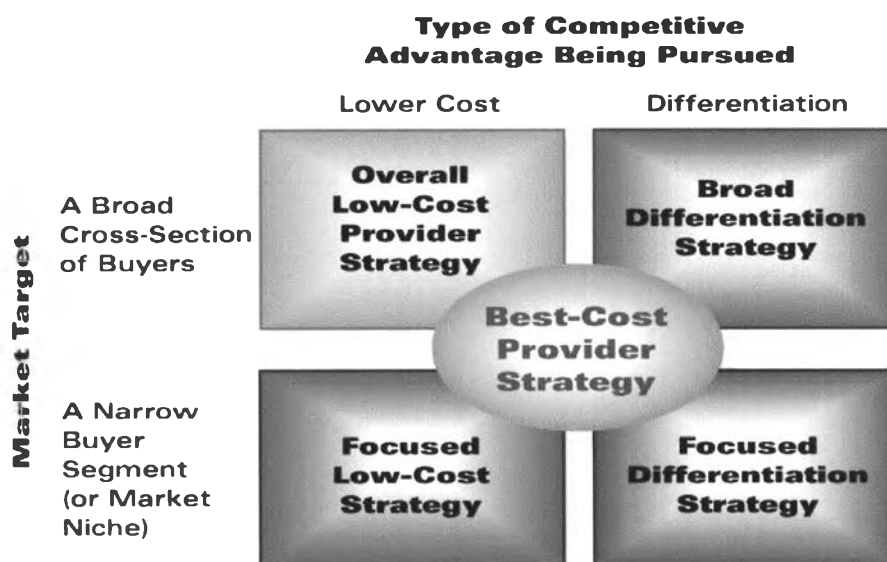 Type of Competitive
Advantage Being Pursued
Lower Cost
Differentiation
Market Target
A Broad
Cross-Section
of Buyers
Overall
Low-Cost
Provider
Strategy
Broad
Differentiation
Strategy
Best-Cost
Provider
Strategy
A Narrow
Buyer
Segment
(or Market
Niche)
Focused
Low-Cost
Strategy
Focused
Differentiation
Strategy